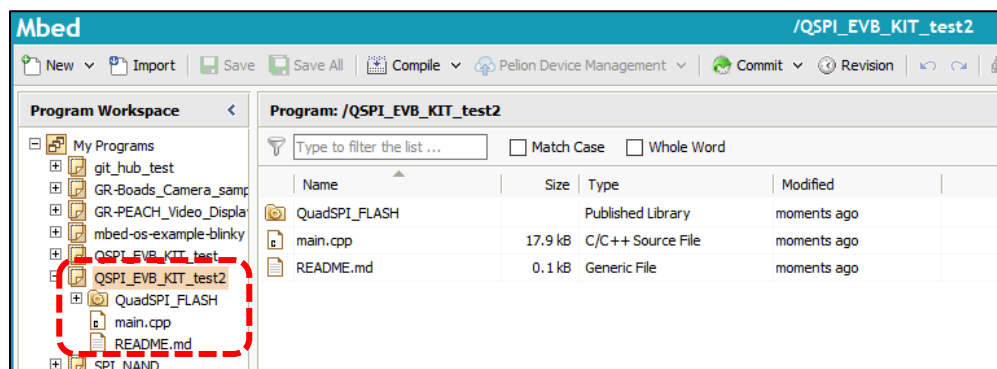 Mbed /QSPI_EVB_KIT_test2
New Import Save Save All Compile Pelion Device Management Commit Revision
Program Workspace < Program: /QSPI_EVB_KIT_test2
My Programs
Type to filter the list ... Match Case Whole Word
git_hub_test
GR-Boads_Camera_samp
Name Size Type Modified
GR-PEACH_Video_Displa
QuadSPI_FLASH Published Library moments ago
mbed-os-example-blinky
main.cpp 17.9 kB C/C++ Source File moments ago
QSPI_EVB_KIT_test
README.md 0.1 kB Generic File moments ago
QSPI_EVB_KIT_test2
QuadSPI_FLASH
main.cpp
README.md
SPI_NAND